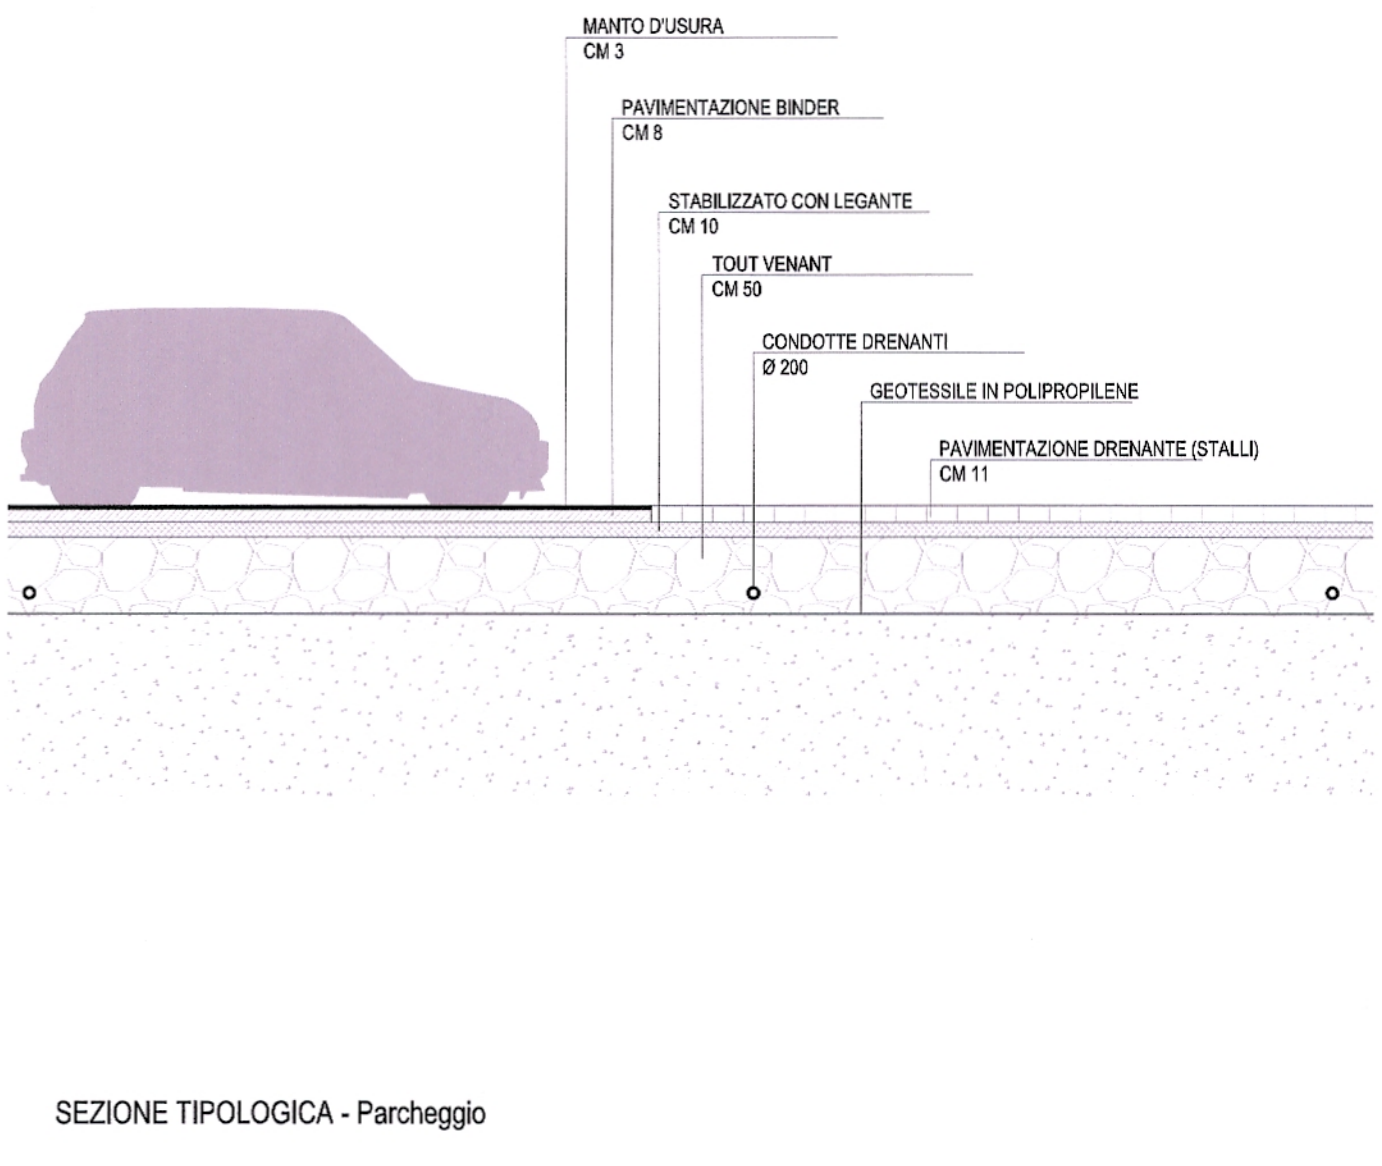 MANTO D'USURA
CM 3
PAVIMENTAZIONE BINDER
CM 8
STABILIZZATO CON LEGANTE
CM 10
TOUT VENANT
CM 50
CONDOTTE DRENANTI
Ø 200
GEOTESSILE IN POLIPROPILENE
PAVIMENTAZIONE DRENANTE (STALLI)
CM 11
SEZIONE TIPOLOGICA - Parcheggio